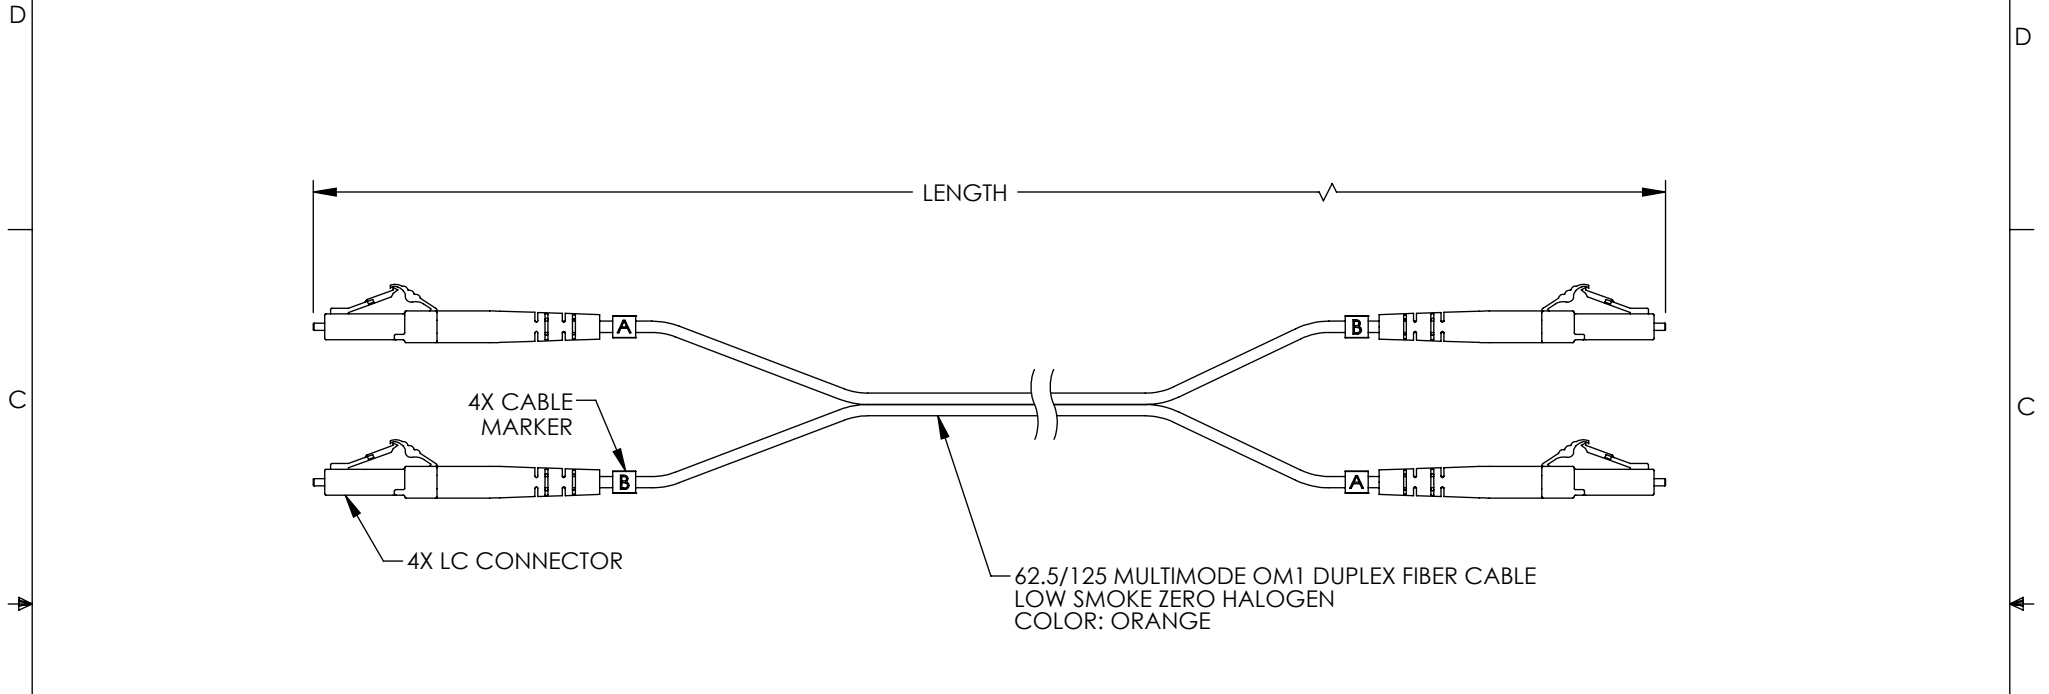 D
D
LENGTH
A
B
C
C
4X CABLE
MARKER
B
A
4X LC CONNECTOR
62.5/125 MULTIMODE OM1 DUPLEX FIBER CABLE
LOW SMOKE ZERO HALOGEN
COLOR: ORANGE